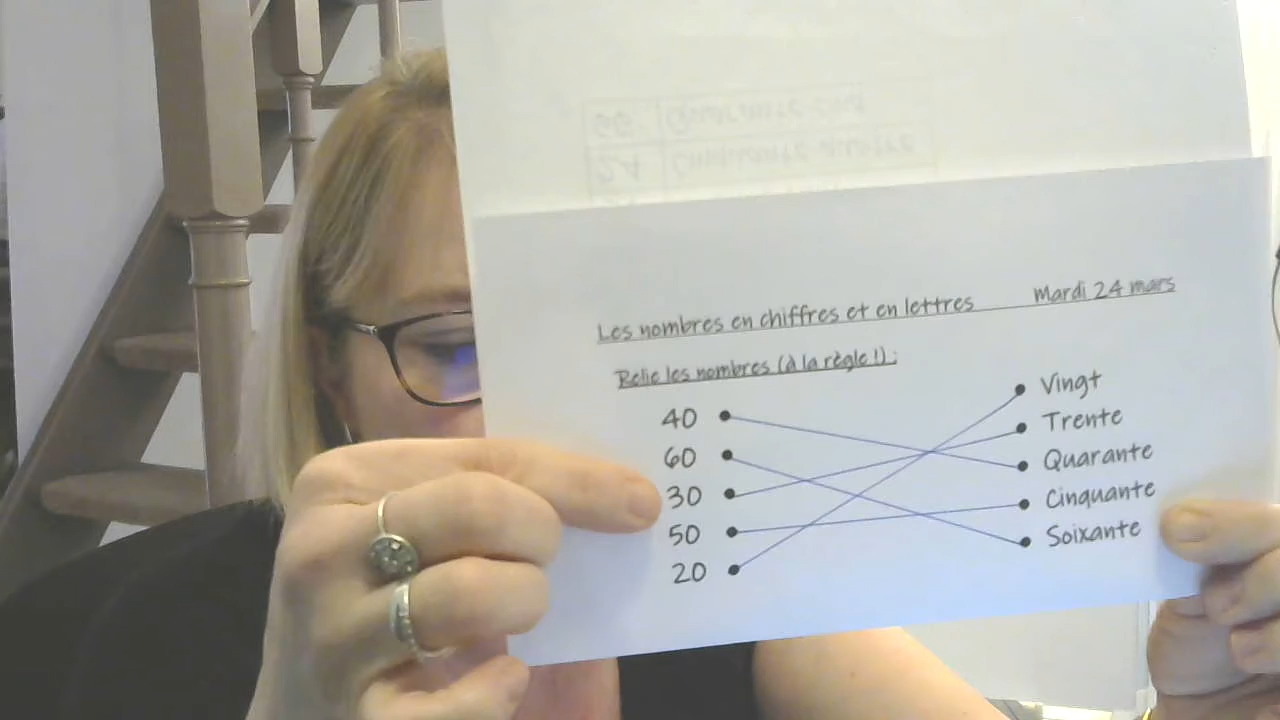 Les nombres en chiffres et en lettres Mardi 24 mars
Relie les nombres (à la règle !) :
40 Vingt
60 Trente
30 Quarante
50 Cinquante
20 Soixante